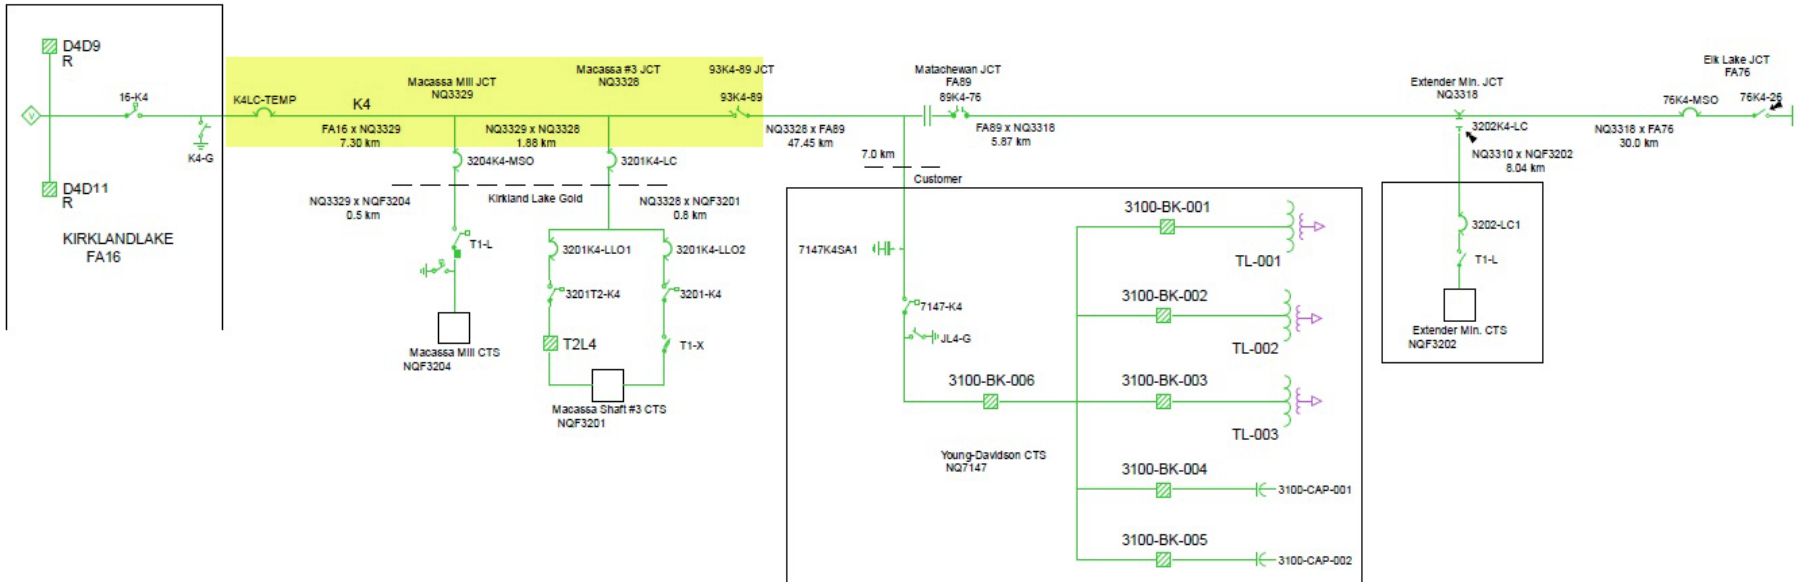 D4D9
R
16-K4
K4-G
D4D11
R
KIRKLANDLAKE
FA16
K4LC-TEMP
K4
FA16 x NQ3329
7.30 km
Macassa Mill JCT
NQ3329
NQ3329 x NQ3328
1.88 km
Macassa #3 JCT
NQ3328
93K4-89 JCT
93K4-89
NQ3328 x FA89
47.45 km
Matachewan JCT
FA89
89K4-76
FA89 x NQ3318
5.87 km
Extender Min. JCT
NQ3318
3202K4-LC
NQ3310 x NQF3202
8.04 km
NQ3318 x FA76
30.0 km
76K4-MSO
Elk Lake JCT
FA76
76K4-26
3204K4-MSO
3201K4-LC
Kirkland Lake Gold
NQ3329 x NQF3204
0.5 km
NQ3328 x NQF3201
0.8 km
T1-L
Macassa Mill CTS
NQF3204
3201K4-LLO1
3201K4-LLO2
3201T2-K4
3201-K4
T2L4
T1-X
Macassa Shaft #3 CTS
NQF3201
7.0 km
Customer
7147K4SA1
7147-K4
JL4-G
3100-BK-006
3100-BK-001
TL-001
3100-BK-002
TL-002
3100-BK-003
TL-003
3100-BK-004
3100-CAP-001
3100-BK-005
3100-CAP-002
Young-Davidson CTS
NQ7147
3202-LC1
T1-L
Extender Min. CTS
NQF3202
V